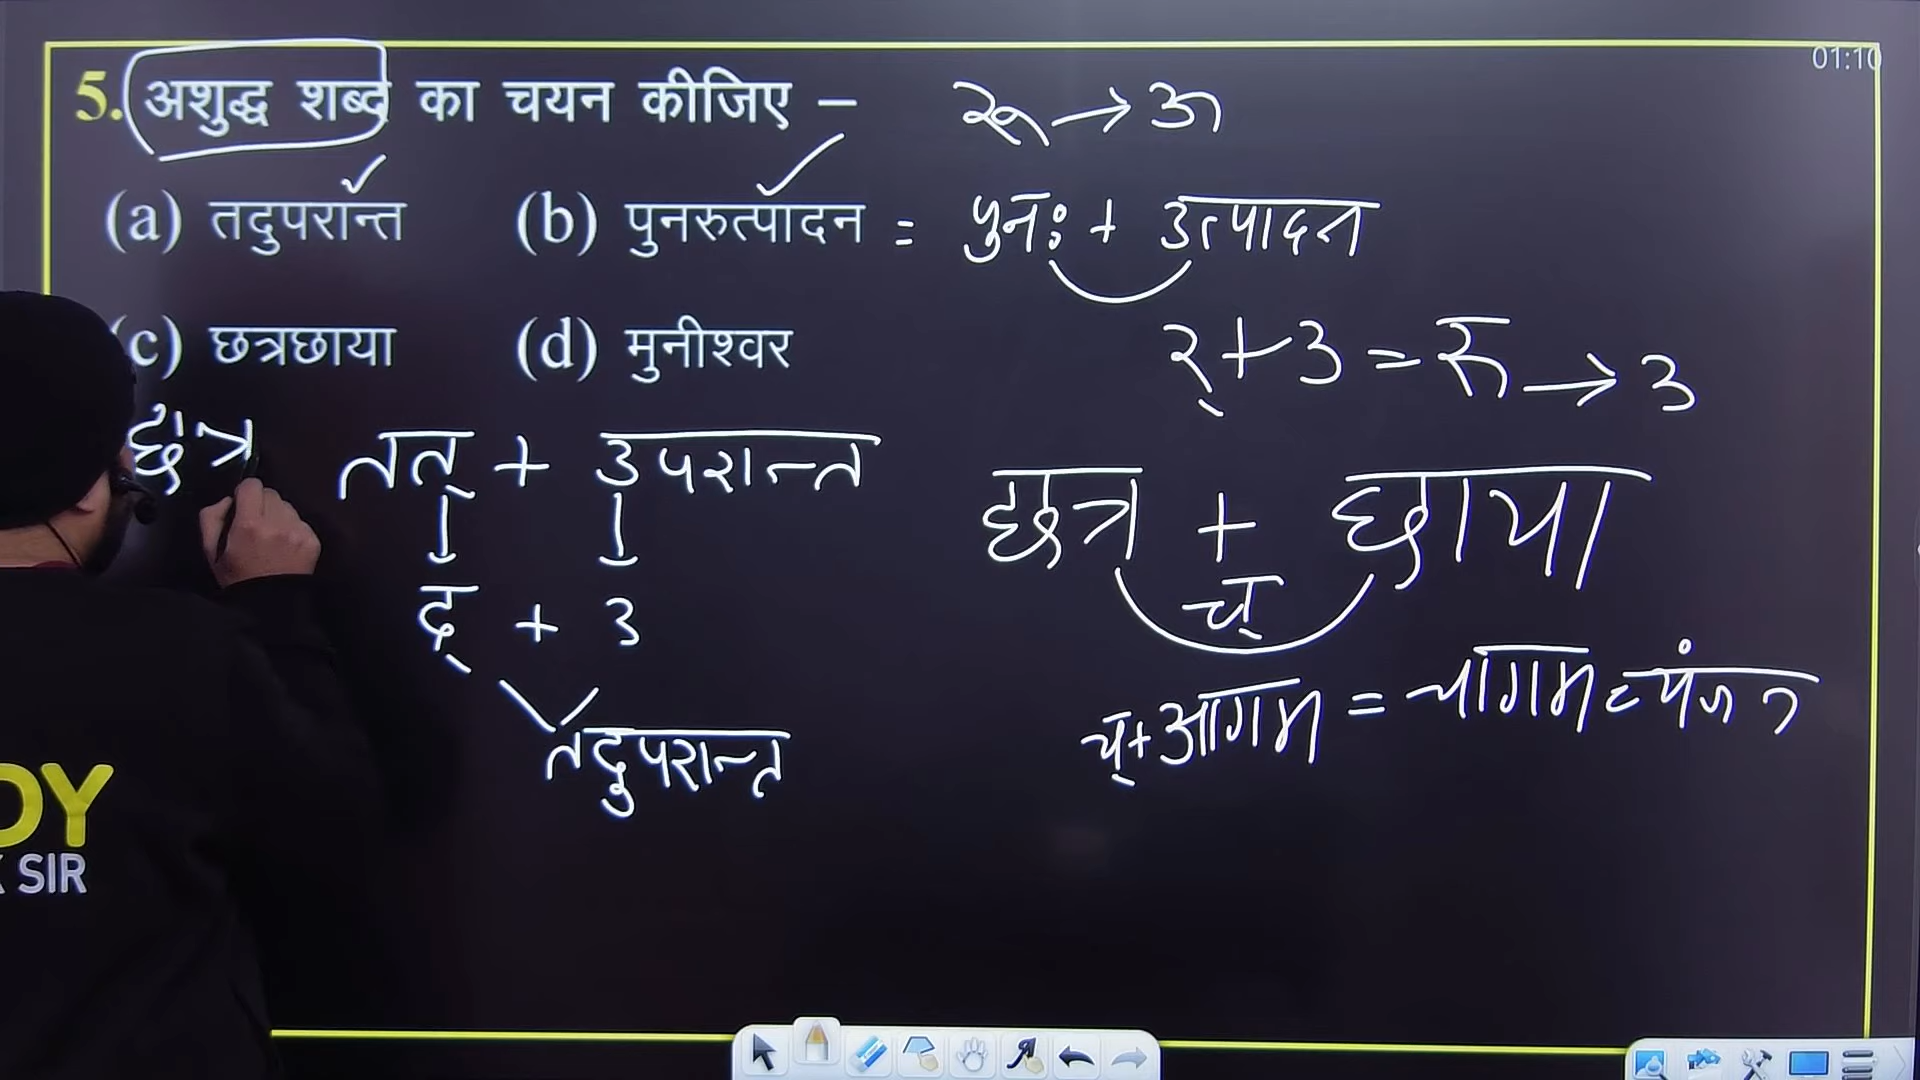 01:10
5. अशुद्ध शब्द का चयन कीजिए –
रू → ऊ
(a) तदुपरान्त (b) पुनरुत्पादन = पुनः + उत्पादन
र् + उ = रु → उ
c) छत्रछाया (d) मुनीश्वर
छत्र
तत् + उपरान्त
छत्र + छाया
च्
द् + उ
च् + आगम = चागम =
तदुपरान्त
DY
SIR